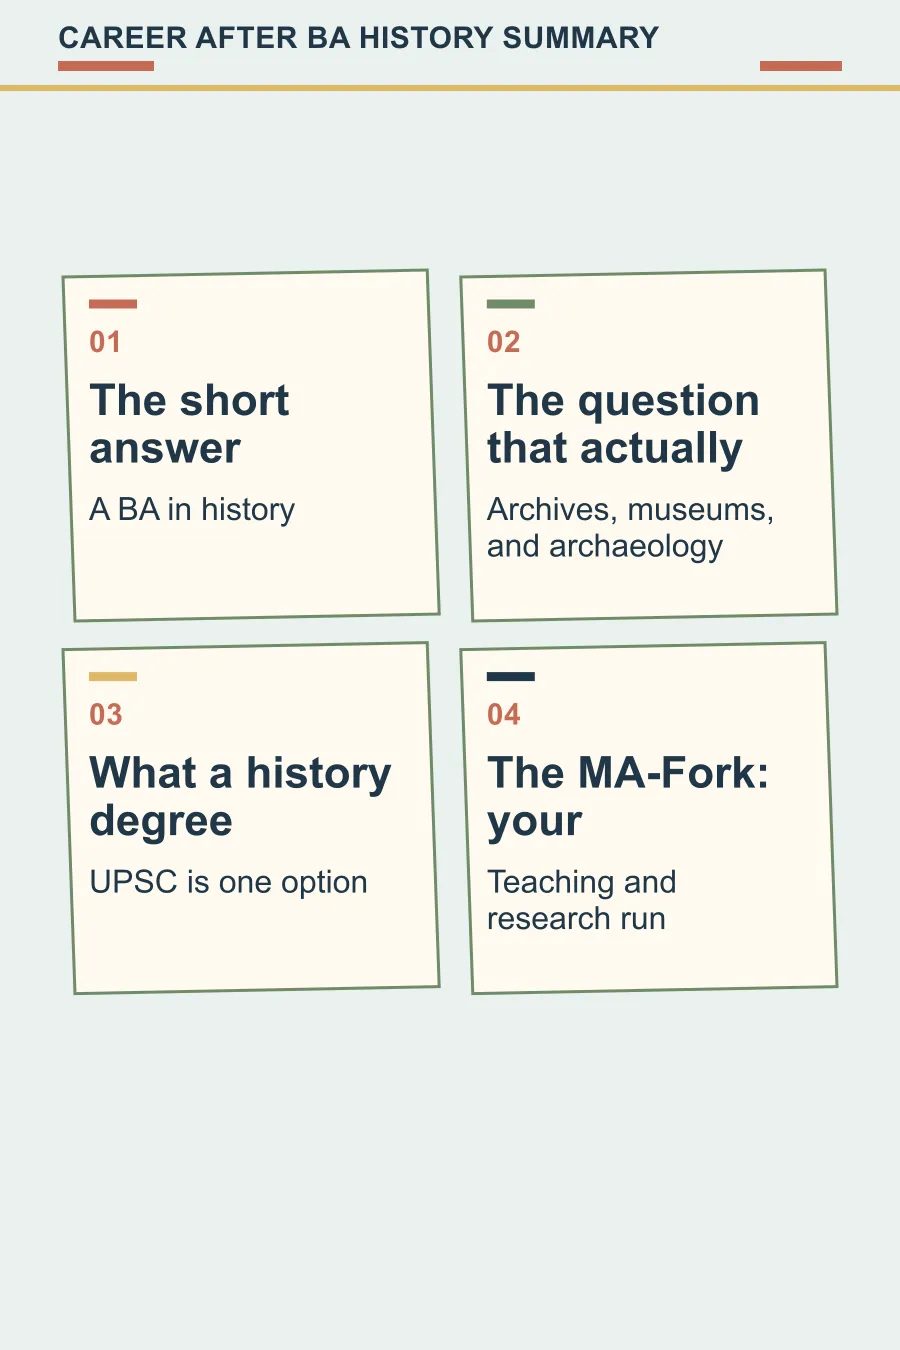 CAREER AFTER BA HISTORY SUMMARY
01
The short
answer
A BA in history
02
The question
that actually
Archives, museums,
and archaeology
03
What a history
degree
UPSC is one option
04
The MA-Fork:
your
Teaching and
research run